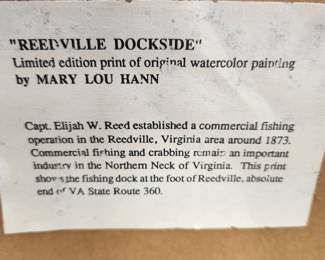 "REEDVILLE DOCKSIDE"
Limited edition print of original watercolor painting
by MARY LOU HANN
Capt. Elijah W. Reed established a commercial fishing
operation in the Reedville, Virginia area around 1873.
Commercial fishing and crabbing remain an important
industry in the Northern Neck of Virginia. This print
shows the fishing dock at the foot of Reedville, absolute
end of VA State Route 360.